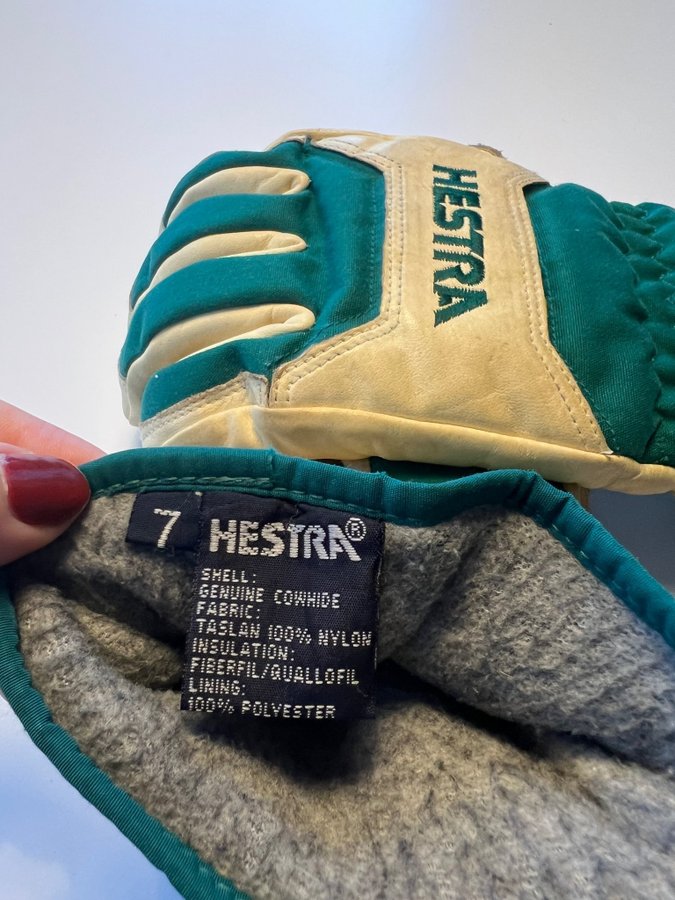 HESTRA
7
HESTRA®
SHELL:
GENUINE COWHIDE
FABRIC:
TASLAN 100% NYLON
INSULATION:
FIBERFIL/QUALLOFIL
LINING:
100% POLYESTER